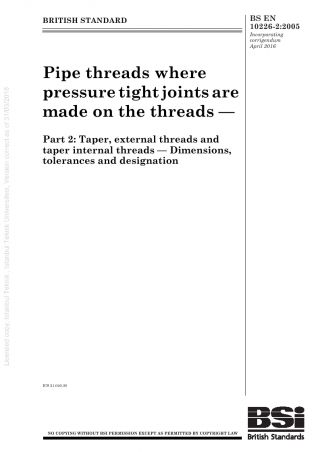 BRITISH STANDARD
BS EN
10226-2:2005
Incorporating
corrigendum
April 2016
Pipe threads where
pressure tight joints are
made on the threads —
Part 2: Taper, external threads and
taper internal threads — Dimensions,
tolerances and designation
NO COPYING WITHOUT BSI PERMISSION EXCEPT AS PERMITTED BY COPYRIGHT LAW
BSi
British Standards